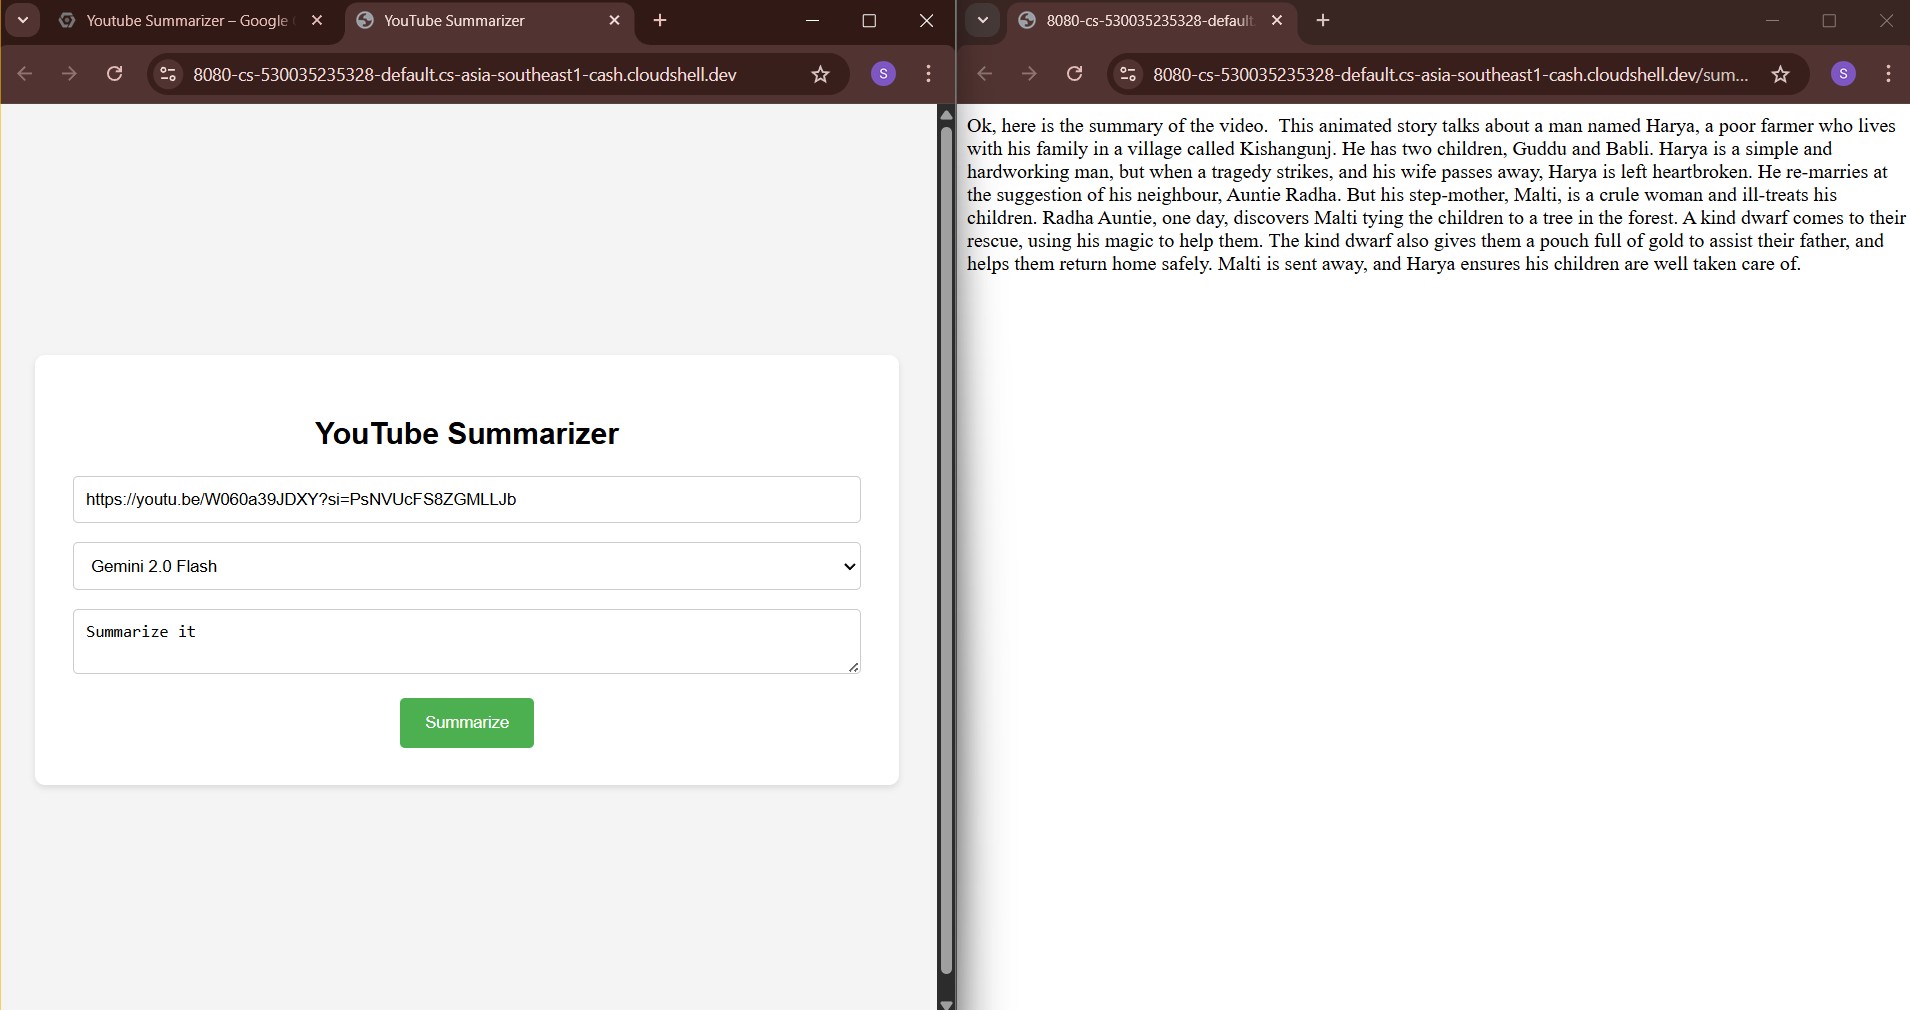 Youtube Summarizer – Google
YouTube Summarizer
8080-cs-530035235328-default.cs-asia-southeast1-cash.cloudshell.dev
S
YouTube Summarizer
https://youtu.be/W060a39JDXY?si=PsNVUcFS8ZGMLLJb
Gemini 2.0 Flash
Summarize it
Summarize
8080-cs-530035235328-default
8080-cs-530035235328-default.cs-asia-southeast1-cash.cloudshell.dev/sum...
S
Ok, here is the summary of the video.  This animated story talks about a man named Harya, a poor farmer who lives
with his family in a village called Kishangunj. He has two children, Guddu and Babli. Harya is a simple and
hardworking man, but when a tragedy strikes, and his wife passes away, Harya is left heartbroken. He re-marries at
the suggestion of his neighbour, Auntie Radha. But his step-mother, Malti, is a crule woman and ill-treats his
children. Radha Auntie, one day, discovers Malti tying the children to a tree in the forest. A kind dwarf comes to their
rescue, using his magic to help them. The kind dwarf also gives them a pouch full of gold to assist their father, and
helps them return home safely. Malti is sent away, and Harya ensures his children are well taken care of.